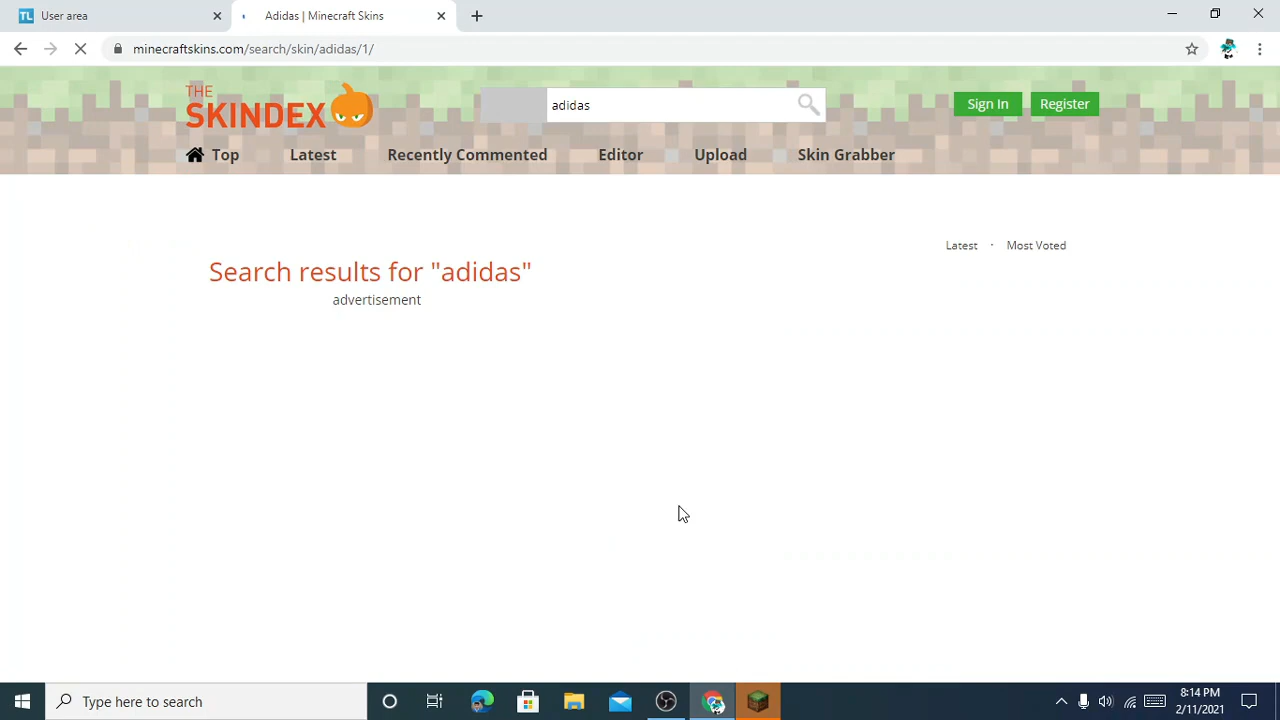 TL User area
Adidas | Minecraft Skins
minecraftskins.com/search/skin/adidas/1/
THE
SKINDEX
adidas
Sign In
Register
Top
Latest
Recently Commented
Editor
Upload
Skin Grabber
Latest · Most Voted
Search results for "adidas"
advertisement
Type here to search
8:14 PM
2/11/2021